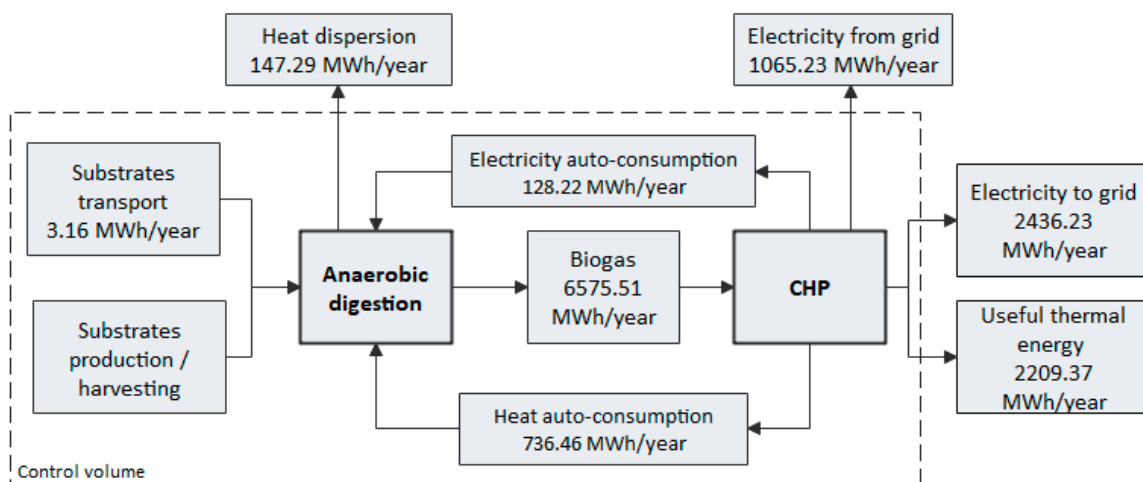 Heat dispersion
147.29 MWh/year
Electricity from grid
1065.23 MWh/year
Substrates
transport
3.16 MWh/year
Electricity auto-consumption
128.22 MWh/year
Electricity to grid
2436.23
MWh/year
Anaerobic
digestion
Biogas
6575.51
MWh/year
CHP
Substrates
production /
harvesting
Useful thermal
energy
2209.37
MWh/year
Heat auto-consumption
736.46 MWh/year
Control volume